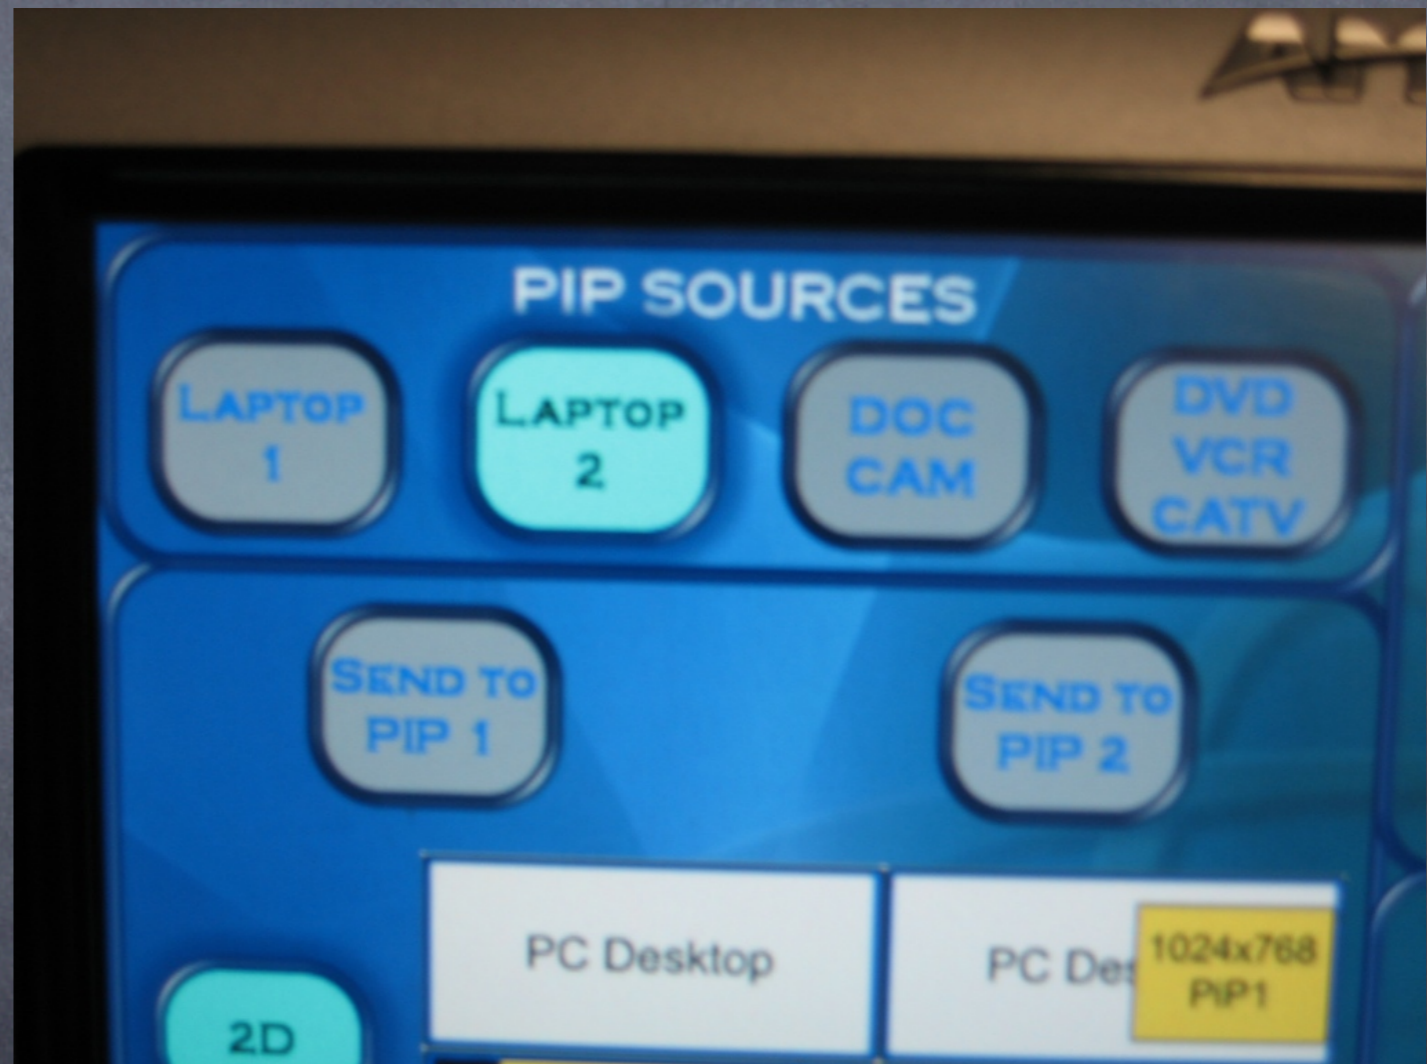 PIP SOURCES
LAPTOP
1
LAPTOP
2
DOC
CAM
DVD
VCR
CATV
SEND TO
PIP 1
SEND TO
PIP 2
PC Desktop
PC Des
1024x768
PiP1
2D